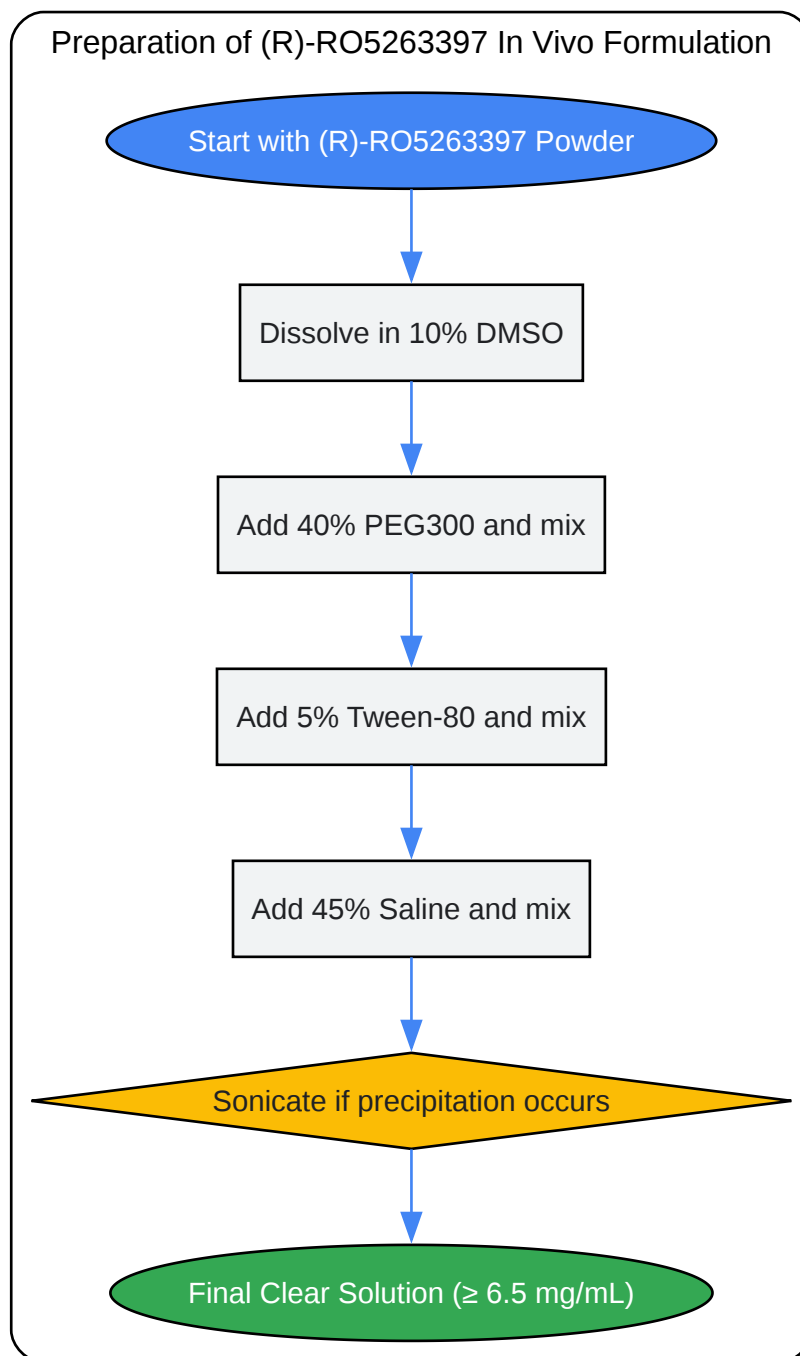 Preparation of (R)-RO5263397 In Vivo Formulation
Start with (R)-RO5263397 Powder
Dissolve in 10% DMSO
Add 40% PEG300 and mix
Add 5% Tween-80 and mix
Add 45% Saline and mix
Sonicate if precipitation occurs
Final Clear Solution (≥ 6.5 mg/mL)